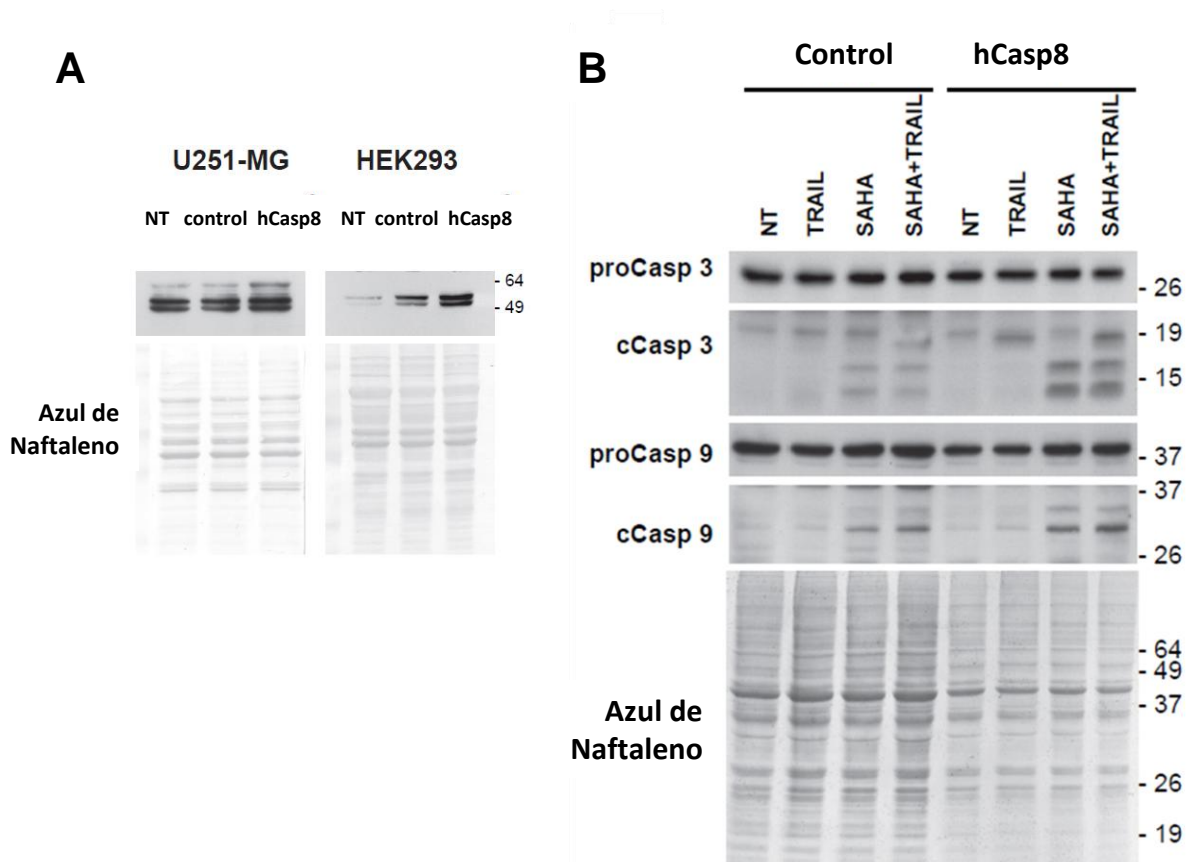 A
U251-MG HEK293
NT control hCasp8 NT control hCasp8
- 64
- 49
Azul de
Naftaleno
B
Control hCasp8
NT TRAIL SAHA SAHA+TRAIL NT TRAIL SAHA SAHA+TRAIL
proCasp 3
- 26
cCasp 3
- 19
- 15
proCasp 9
- 37
cCasp 9
- 37
- 26
Azul de
Naftaleno
- 64
- 49
- 37
- 26
- 19